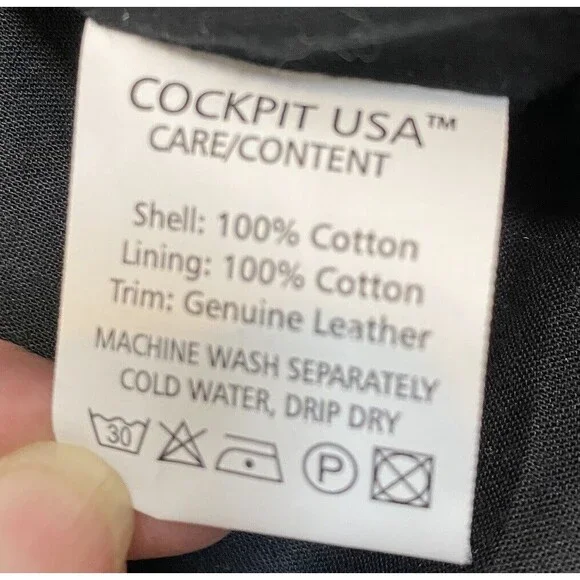 COCKPIT USA™
CARE/CONTENT
Shell: 100% Cotton
Lining: 100% Cotton
Trim: Genuine Leather
MACHINE WASH SEPARATELY
COLD WATER, DRIP DRY
30 P